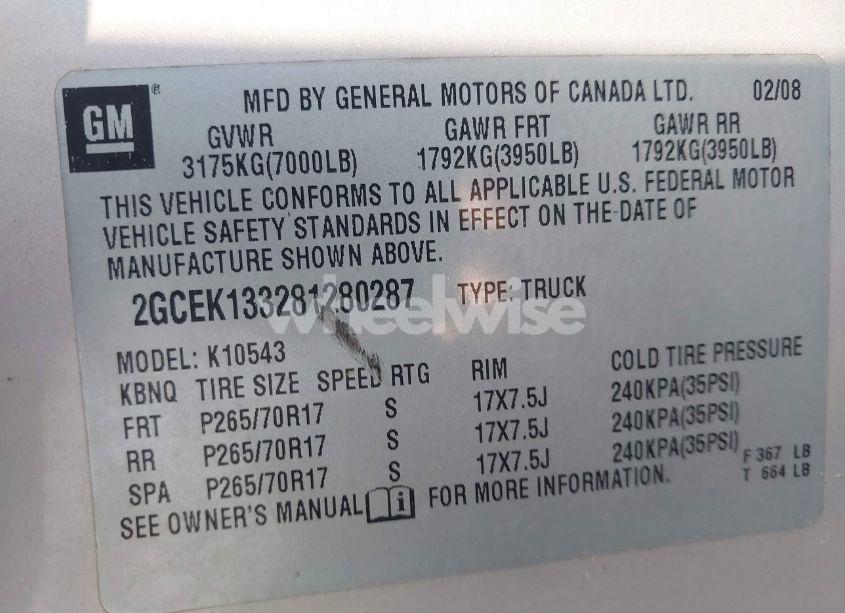 GM ® MFD BY GENERAL MOTORS OF CANADA LTD. 02/08
GVWR GAWR FRT GAWR RR
3175KG(7000LB) 1792KG(3950LB) 1792KG(3950LB)
THIS VEHICLE CONFORMS TO ALL APPLICABLE U.S. FEDERAL MOTOR
VEHICLE SAFETY STANDARDS IN EFFECT ON THE DATE OF
MANUFACTURE SHOWN ABOVE.
2GCEK133281280287 TYPE: TRUCK
wheelwise
MODEL: K10543
KBNQ TIRE SIZE SPEED RTG RIM COLD TIRE PRESSURE
FRT P265/70R17 S 17X7.5J 240KPA(35PSI)
RR P265/70R17 S 17X7.5J 240KPA(35PSI)
SPA P265/70R17 S 17X7.5J 240KPA(35PSI)
F 367 LB
T 664 LB
SEE OWNER'S MANUAL i FOR MORE INFORMATION.